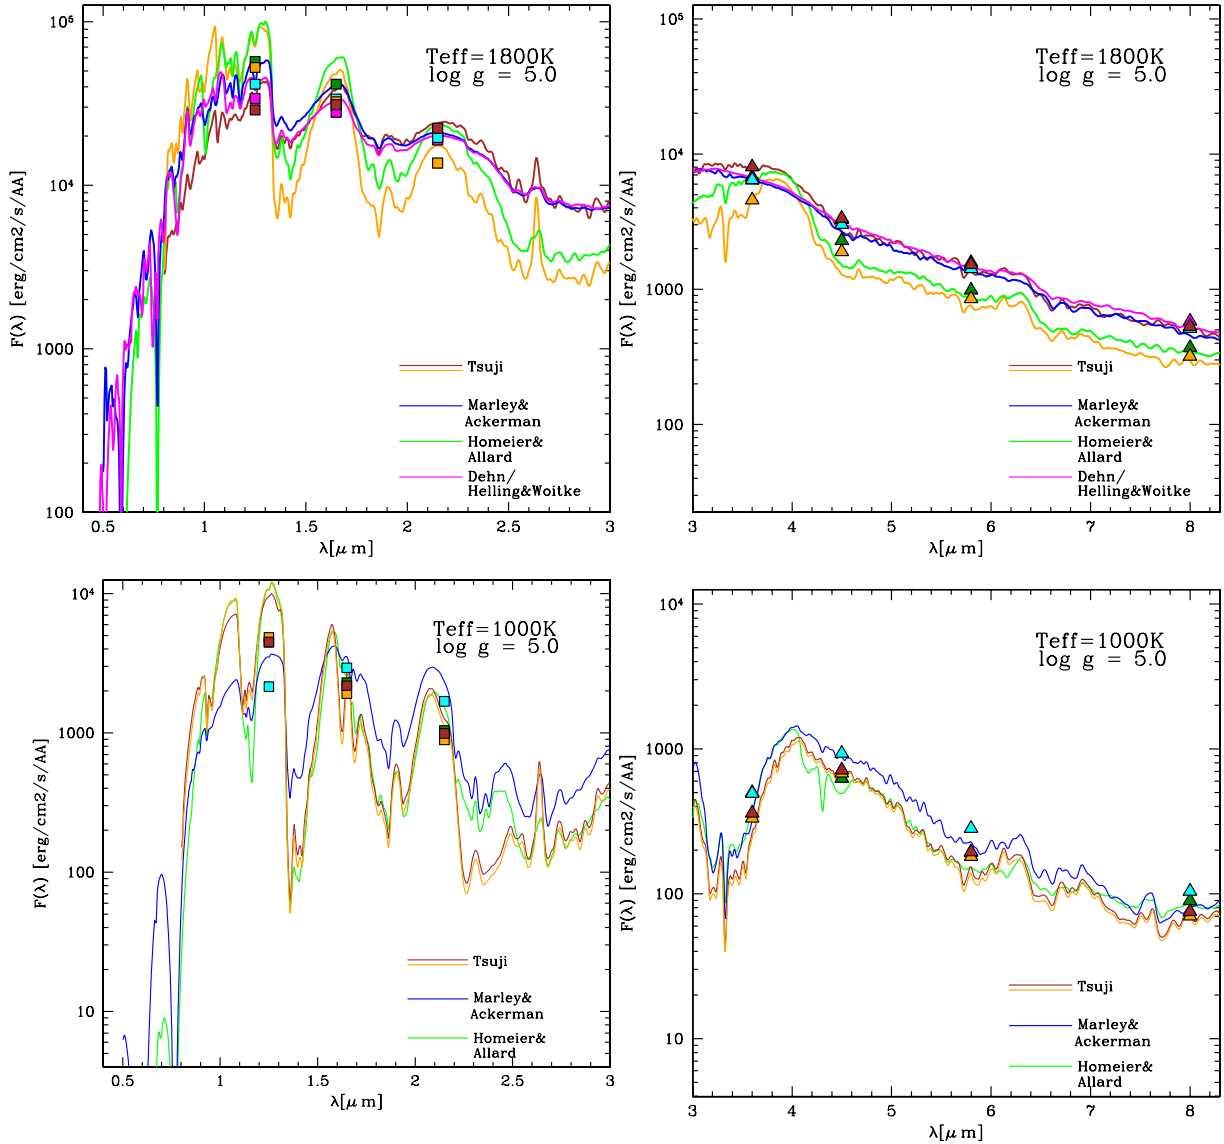 10⁵
10⁴
1000
100
F(λ) [erg/cm2/s/AA]
Teff=1800K
log g = 5.0
Tsuji
Marley&
Ackerman
Homeier&
Allard
Dehn/
Helling&Woitke
0.5 1 1.5 2 2.5 3
λ[μ m]
10⁵
10⁴
1000
100
F(λ) [erg/cm2/s/AA]
Teff=1800K
log g = 5.0
Tsuji
Marley&
Ackerman
Homeier&
Allard
Dehn/
Helling&Woitke
3 4 5 6 7 8
λ[μ m]
10⁴
1000
100
10
F(λ) [erg/cm2/s/AA]
Teff=1000K
log g = 5.0
Tsuji
Marley&
Ackerman
Homeier&
Allard
0.5 1 1.5 2 2.5 3
λ[μ m]
10⁴
1000
100
10
F(λ) [erg/cm2/s/AA]
Teff=1000K
log g = 5.0
Tsuji
Marley&
Ackerman
Homeier&
Allard
3 4 5 6 7 8
λ[μ m]